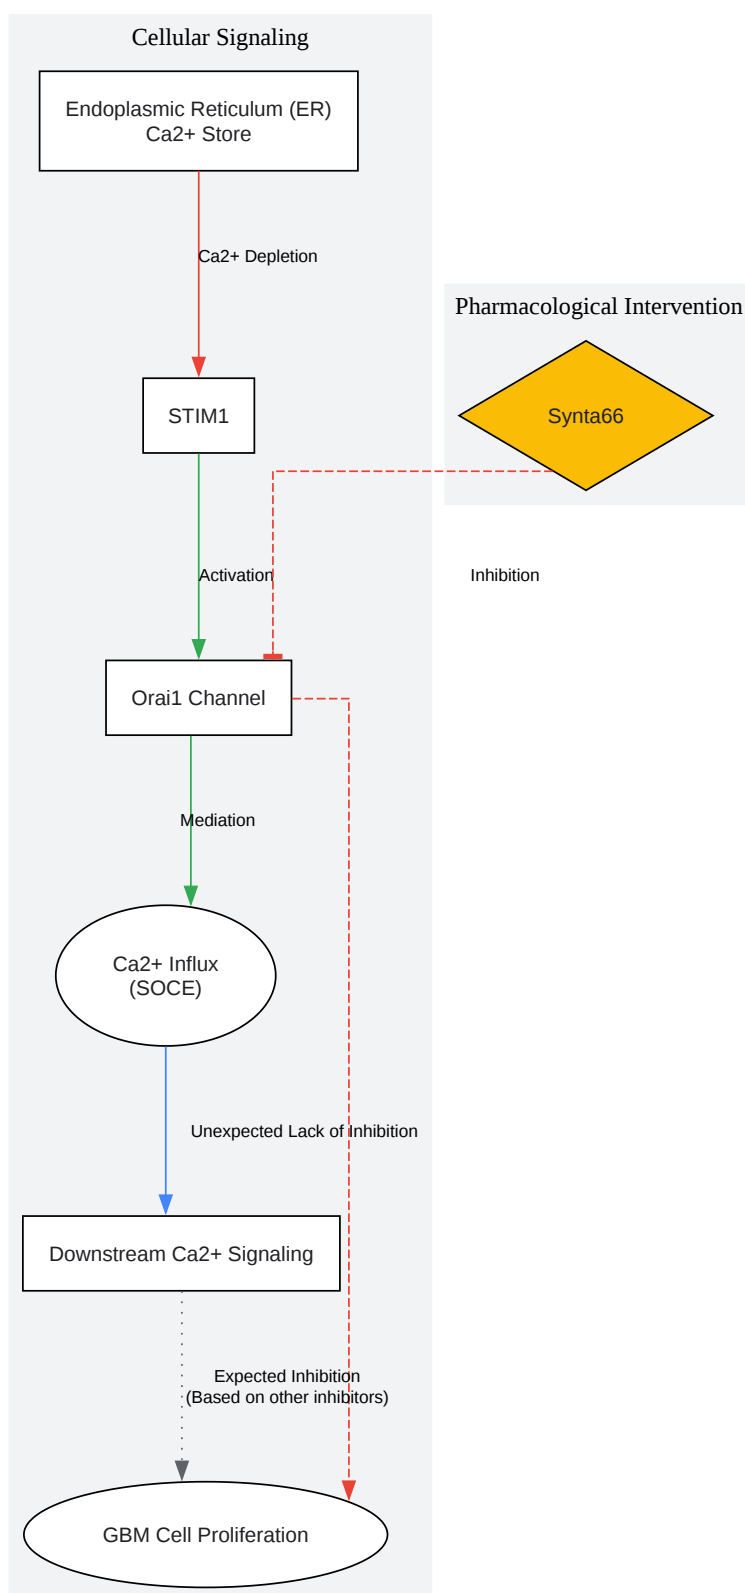 Cellular Signaling
Endoplasmic Reticulum (ER)
Ca2+ Store
Ca2+ Depletion
Pharmacological Intervention
STIM1
Synta66
Activation
Inhibition
Orai1 Channel
Mediation
Ca2+ Influx
(SOCE)
Unexpected Lack of Inhibition
Downstream Ca2+ Signaling
Expected Inhibition
(Based on other inhibitors)
GBM Cell Proliferation